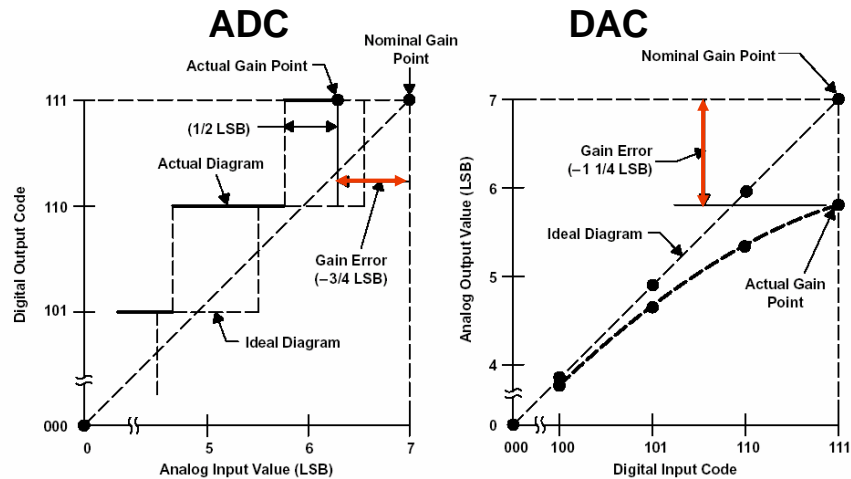 ADC
Nominal Gain
Point
Actual Gain Point
111
(1/2 LSB)
Actual Diagram
110
Gain Error
(–3/4 LSB)
101
Ideal Diagram
000
0
5
6
7
Digital Output Code
Analog Input Value (LSB)
DAC
Nominal Gain Point
7
Gain Error
(–1 1/4 LSB)
6
Ideal Diagram
5
Actual Gain
Point
4
0
000
100
101
110
111
Analog Output Value (LSB)
Digital Input Code